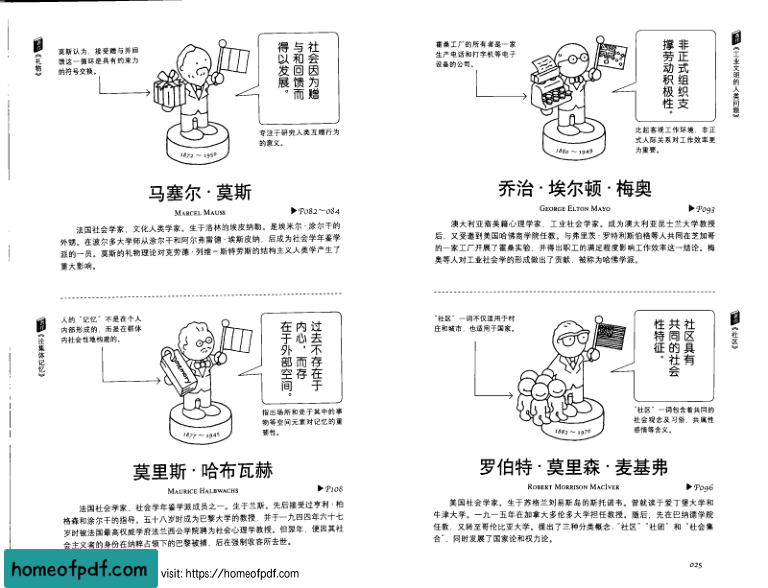 《礼物》
莫斯认为，接受赠与并回
馈这一循环是具有约束力
的符号交换。
社会因为赠
与和回馈而
得以发展。
专注于研究人类互赠行为
的意义。
1872～1950
马塞尔·莫斯
MARCEL MAUSS
▶P082～084
法国社会学家、文化人类学家。生于洛林的埃皮纳勒。是埃米尔·涂尔干的
外甥。在波尔多大学师从涂尔干和阿尔弗雷德·埃斯皮纳，后成为社会学年鉴学
派的一员。莫斯的礼物理论对克劳德·列维－斯特劳斯的结构主义人类学产生了
重大影响。
《论集体记忆》
人的“记忆”不是在个人
内部形成的，而是在群体
内社会性地构建的。
过去不存在于
内心，而存
在于外部空间。
指出场所和处于其中的事
物等空间元素对记忆的重
要性。
MEMORY
1877～1945
莫里斯·哈布瓦赫
MAURICE HALBWACHS
▶P108
法国社会学家，社会学年鉴学派成员之一。生于兰斯。先后接受过亨利·柏
格森和涂尔干的指导。五十八岁时成为巴黎大学的教授，并于一九四四年六十七
岁时被法国最高权威学府法兰西公学院聘为社会心理学教授。但翌年，便因其社
会主义者的身份在纳粹占领下的巴黎被捕，后在强制收容所去世。
《工业文明的人类问题》
霍桑工厂的所有者是一家
生产电话和打字机等电子
设备的公司。
非正式组织支
撑劳动积极性。
比起客观工作环境，非正
式人际关系对工作效率更
为重要。
1880～1949
乔治·埃尔顿·梅奥
GEORGE ELTON MAYO
▶P093
澳大利亚裔美籍心理学家、工业社会学家。成为澳大利亚昆士兰大学教授
后，又受邀到美国哈佛商学院任教。与弗里茨·罗特利斯伯格等人共同在芝加哥
的一家工厂开展了霍桑实验，并得出职工的满足程度影响工作效率这一结论。梅
奥等人对工业社会学的形成做出了贡献，被称为哈佛学派。
《社区》
“社区”一词不仅适用于村
庄和城市，也适用于国家。
社区具有
共同的社会
性特征。
“社区”一词包含着共同的
社会观念及习俗、共属性
感情等含义。
1882～1970
罗伯特·莫里森·麦基弗
ROBERT MORRISON MACIVER
▶P096
美国社会学家。生于苏格兰刘易斯岛的斯托诺韦。曾就读于爱丁堡大学和
牛津大学。一九一五年在加拿大多伦多大学担任教授。随后，先在巴纳德学院
任教，又转至哥伦比亚大学。提出了三种分类概念，“社区”“社团”和“社会集
合”，同时发展了国家论和权力论。
025
homeofpdf.com
visit: https://homeofpdf.com